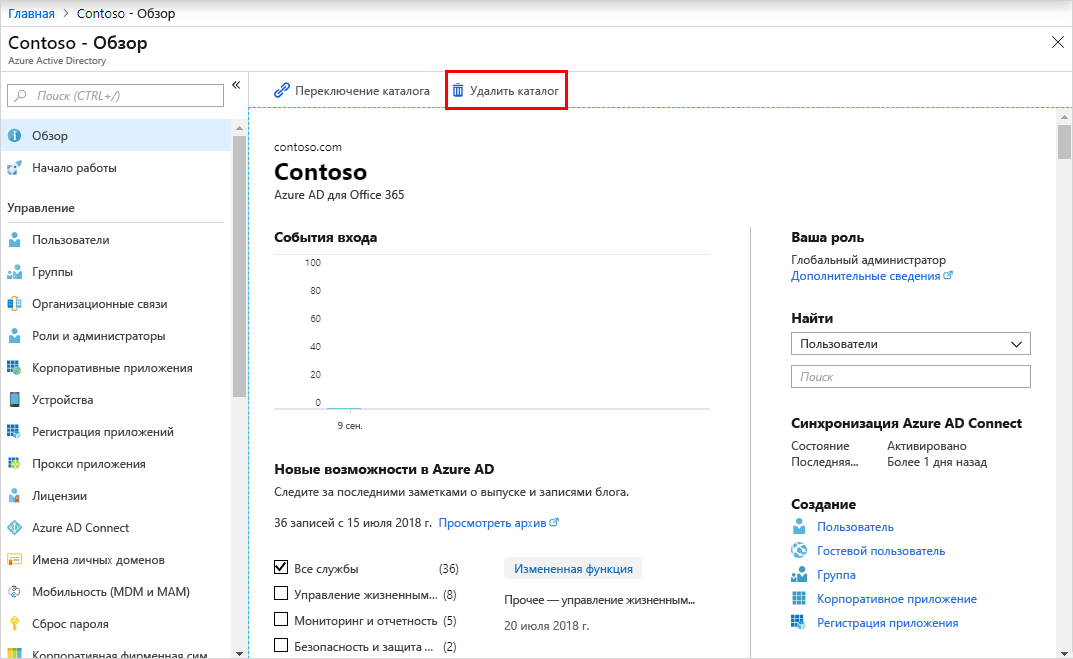 Главная > Contoso - Обзор
Contoso - Обзор
Azure Active Directory
Поиск (CTRL+/)
«
Обзор
Начало работы
Управление
Пользователи
Группы
Организационные связи
Роли и администраторы
Корпоративные приложения
Устройства
Регистрация приложений
Прокси приложения
Лицензии
Azure AD Connect
Имена личных доменов
Мобильность (MDM и MAM)
Сброс пароля
Корпоративная фирменная сим
Переключение каталога
Удалить каталог
contoso.com
Contoso
Azure AD для Office 365
События входа
100
80
60
40
20
0
9 сен.
Новые возможности в Azure AD
Следите за последними заметками о выпуске и записями блога.
36 записей с 15 июля 2018 г. Просмотреть архив
Все службы (36)
Управление жизненным... (8)
Мониторинг и отчетность (5)
Безопасность и защита ... (2)
Измененная функция
Прочее — управление жизненным...
20 июля 2018 г.
Ваша роль
Глобальный администратор
Дополнительные сведения
Найти
Пользователи
Поиск
Синхронизация Azure AD Connect
Состояние Активировано
Последняя... Более 1 дня назад
Создание
Пользователь
Гостевой пользователь
Группа
Корпоративное приложение
Регистрация приложения